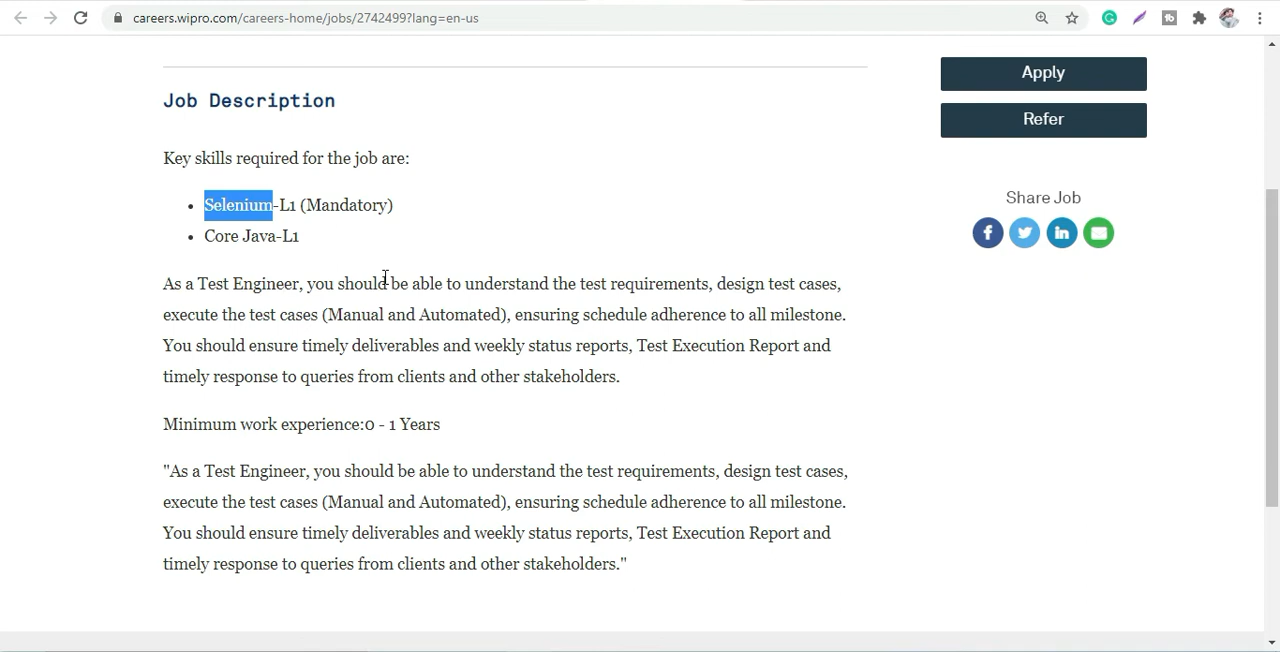 careers.wipro.com/careers-home/jobs/2742499?lang=en-us
Job Description
Key skills required for the job are:
Selenium-L1 (Mandatory)
Core Java-L1
As a Test Engineer, you should be able to understand the test requirements, design test cases,
execute the test cases (Manual and Automated), ensuring schedule adherence to all milestone.
You should ensure timely deliverables and weekly status reports, Test Execution Report and
timely response to queries from clients and other stakeholders.
Minimum work experience:0 - 1 Years
"As a Test Engineer, you should be able to understand the test requirements, design test cases,
execute the test cases (Manual and Automated), ensuring schedule adherence to all milestone.
You should ensure timely deliverables and weekly status reports, Test Execution Report and
timely response to queries from clients and other stakeholders."
Apply
Refer
Share Job